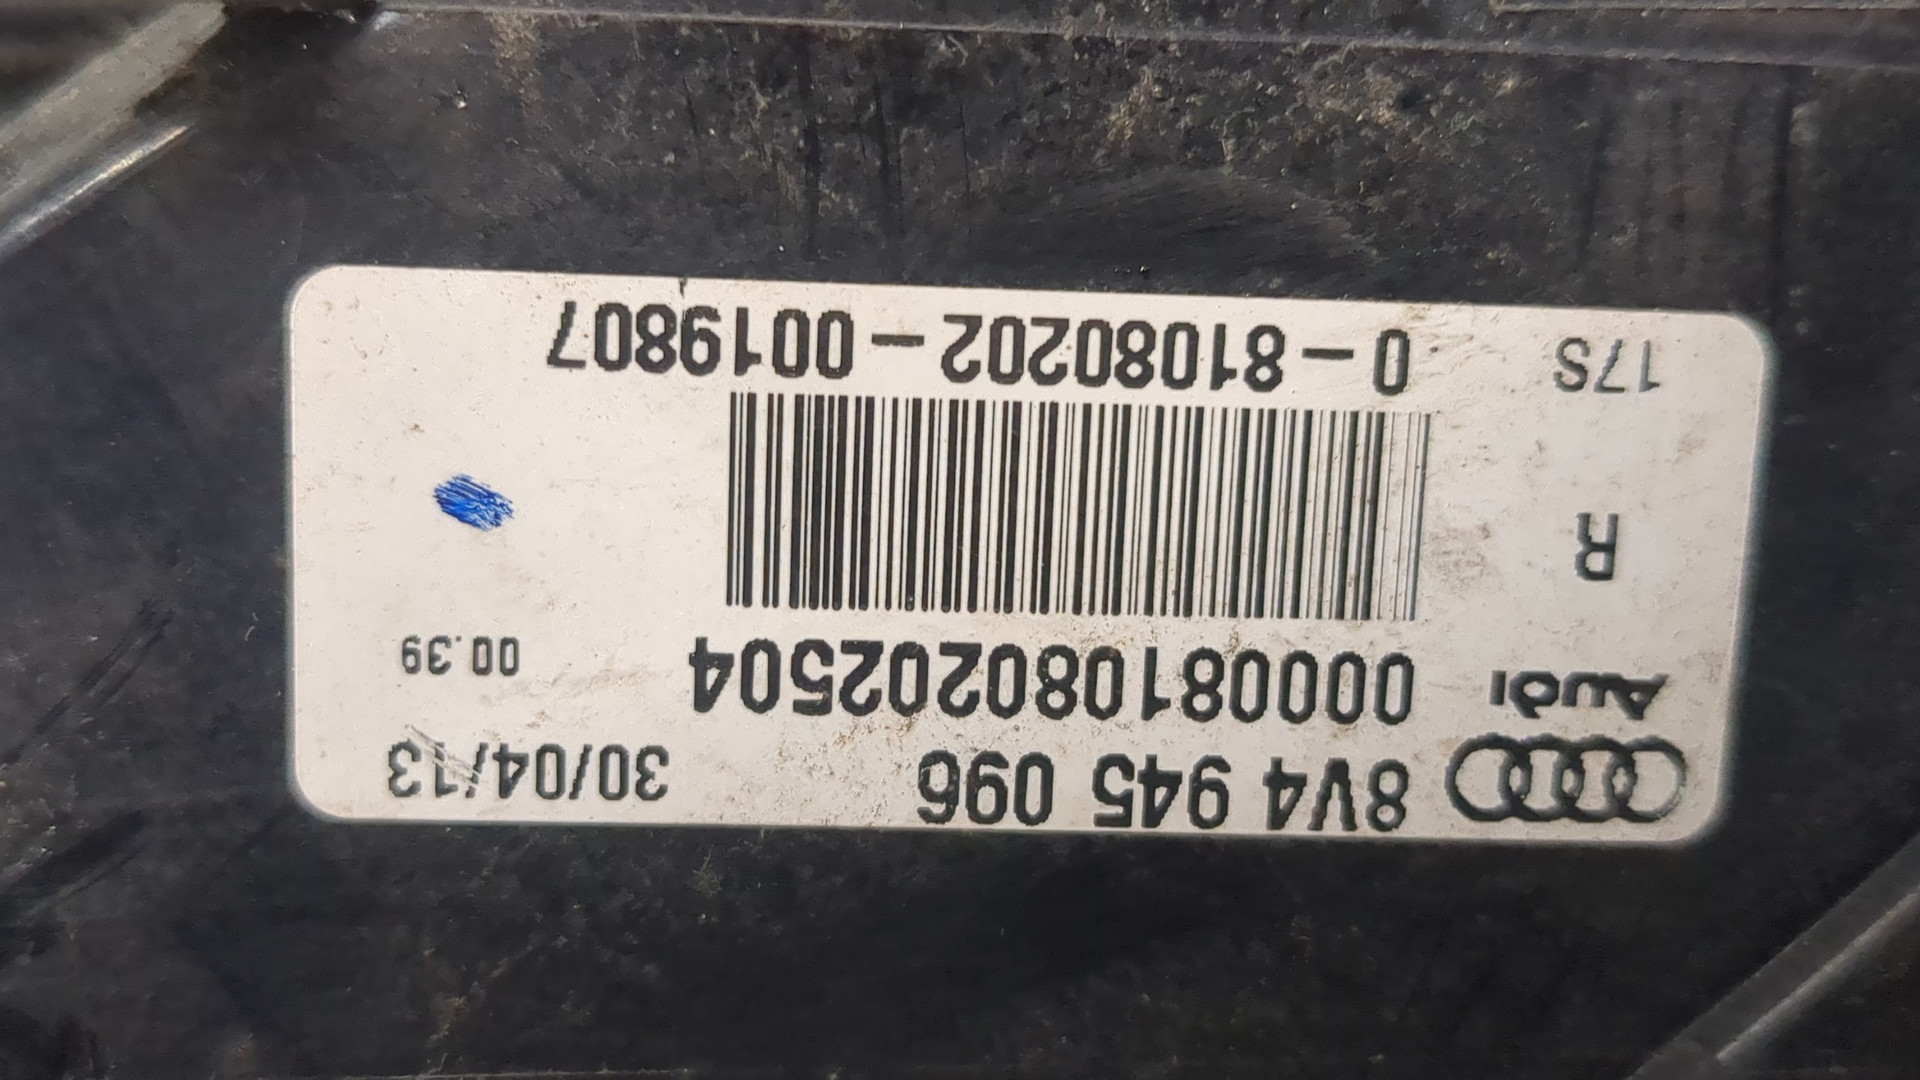 8V4 945 096 30/04/13
Audi 000081080202504 00.39
R
17S 0-81080202-0019807